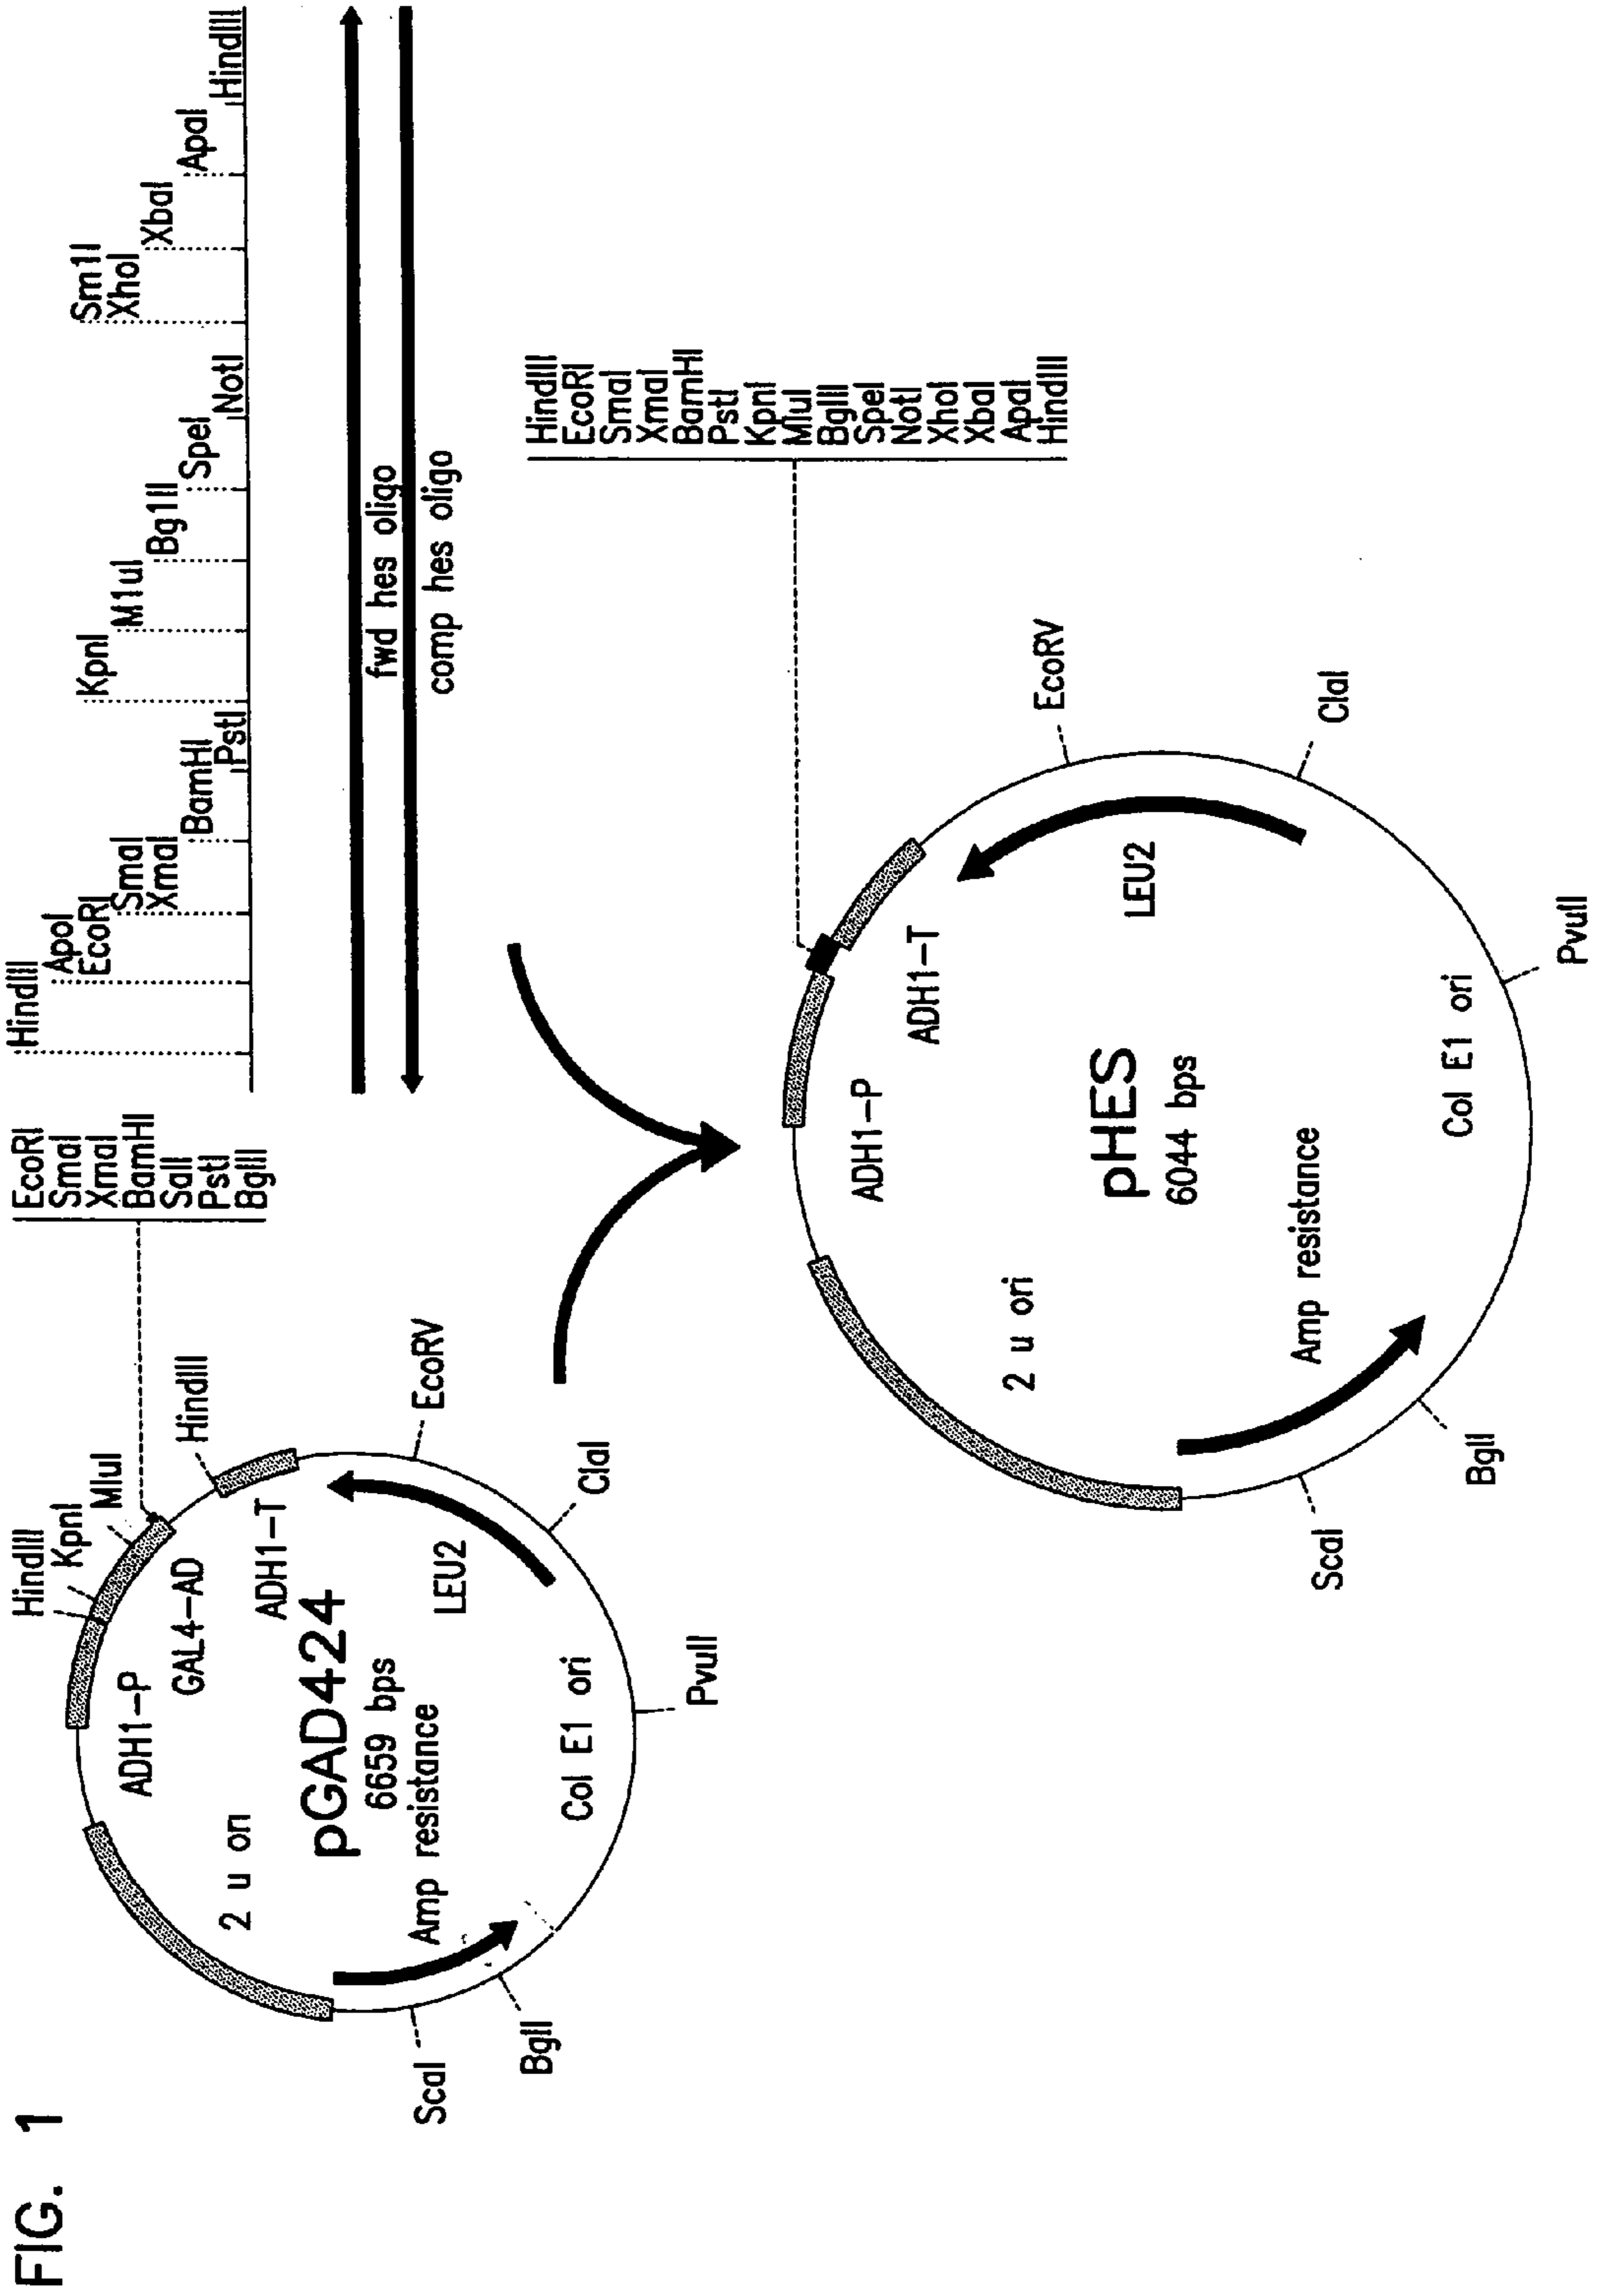 FIG. 1
HindIII
KpnI
MluI
HindIII
EcoRI
SmaI
XmaI
BamHI
SalI
PstI
BglII
ADH1-P
GAL4-AD
ADH1-T
2 u ori
pGAD424
6659 bps
Amp resistance
LEU2
Col E1 ori
EcoRV
ClaI
PvuII
BglI
ScaI
HindIII
ApoI
EcoRI
SmaI
XmaI
BamHI
PstI
KpnI
M1uI
Bg1II
SpeI
NotI
Sm1I
XhoI
XbaI
ApaI
HindIII
fwd hes oligo
comp hes oligo
HindIII
EcoRI
SmaI
XmaI
BamHI
PstI
KpnI
MluI
BglII
SpeI
NotI
XhoI
XbaI
ApaI
HindIII
ADH1-P
ADH1-T
2 u ori
pHES
6044 bps
Amp resistance
LEU2
Col E1 ori
EcoRV
ClaI
PvuII
BglI
ScaI